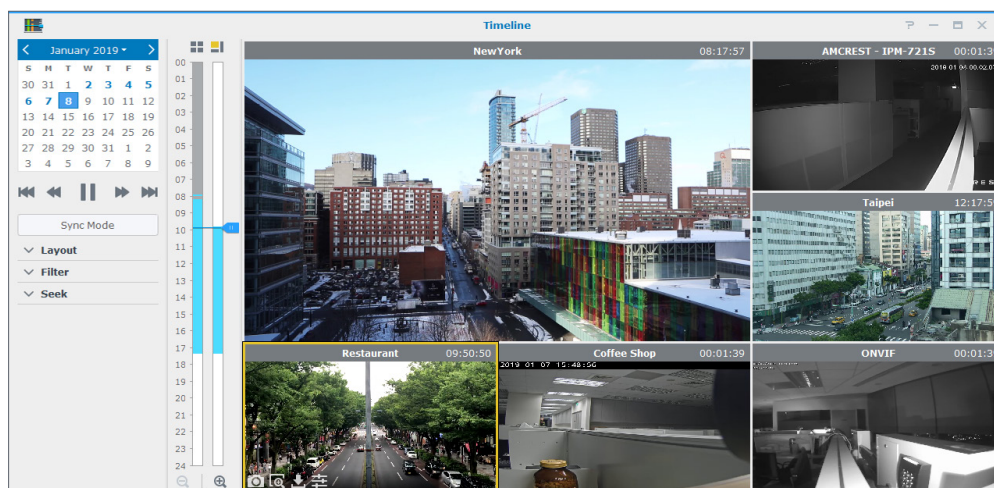 Timeline
January 2019
S M T W T F S
30 31 1 2 3 4 5
6 7 8 9 10 11 12
13 14 15 16 17 18 19
20 21 22 23 24 25 26
27 28 29 30 31 1 2
3 4 5 6 7 8 9
Sync Mode
Layout
Filter
Seek
00
01
02
03
04
05
06
07
08
09
10
11
12
13
14
15
16
17
18
19
20
21
22
23
24
NewYork 08:17:57
AMCREST - IPM-721S 00:01:39
Taipei 12:17:59
Restaurant 09:50:50
Coffee Shop 00:01:39
2019 01 07 15:48:56
ONVIF 00:01:39